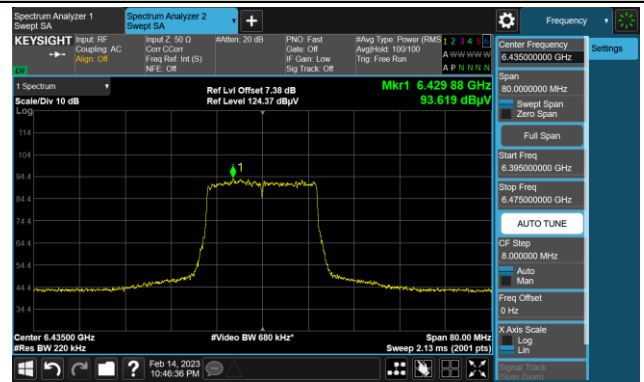 Spectrum Analyzer 1
Swept SA
Spectrum Analyzer 2
Swept SA
+
Frequency
KEYSIGHT
Input: RF
Coupling: AC
Align: Off
Input Z: 50 Ω
Corr CCorr
Freq Ref: Int (S)
NFE: Off
#Atten: 20 dB
PNO: Fast
Gate: Off
IF Gain: Low
Sig Track: Off
#Avg Type: Power (RMS
Avg|Hold: 100/100
Trig: Free Run
1 2 3 4 5 6
A W W W W W
A P N N N N
LW
1 Spectrum
Scale/Div 10 dB
Log
Ref Lvl Offset 7.38 dB
Ref Level 124.37 dBµV
Mkr1 6.429 88 GHz
93.619 dBµV
114
104
94.4
84.4
74.4
64.4
54.4
44.4
34.4
1
Center 6.43500 GHz
#Res BW 220 kHz
#Video BW 680 kHz*
Span 80.00 MHz
Sweep 2.13 ms (2001 pts)
Center Frequency
6.435000000 GHz
Settings
Span
80.0000000 MHz
Swept Span
Zero Span
Full Span
Start Freq
6.395000000 GHz
Stop Freq
6.475000000 GHz
AUTO TUNE
CF Step
8.000000 MHz
Auto
Man
Freq Offset
0 Hz
X Axis Scale
Log
Lin
Signal Track
(Span Zoom)
?
Feb 14, 2023
10:46:36 PM